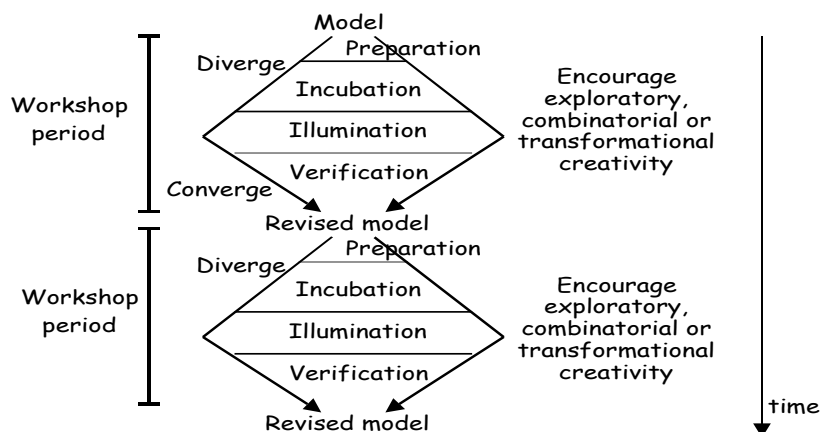 Model
Preparation
Diverge
Incubation
Workshop
period
Illumination
Verification
Converge
Encourage
exploratory,
combinatorial or
transformational
creativity
Revised model
Preparation
Diverge
Incubation
Workshop
period
Illumination
Verification
Encourage
exploratory,
combinatorial or
transformational
creativity
Revised model
time